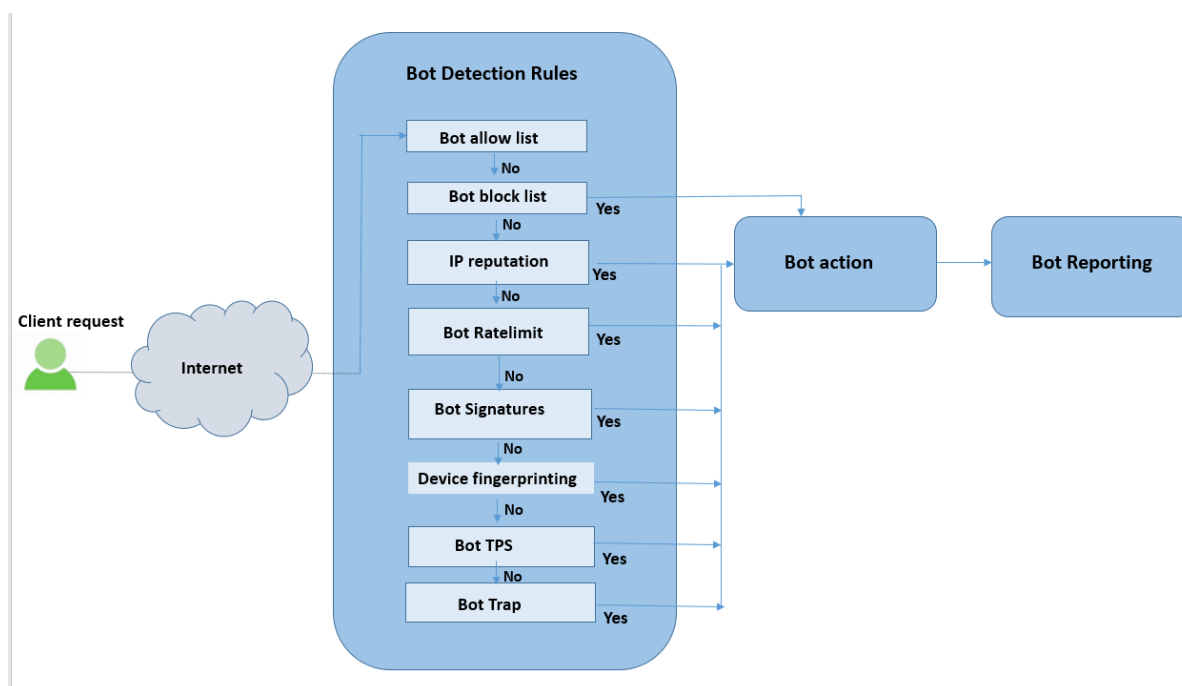 Bot Detection Rules
Bot allow list
No
Bot block list
Yes
No
IP reputation
Yes
No
Bot Ratelimit
Yes
No
Bot Signatures
Yes
No
Device fingerprinting
Yes
No
Bot TPS
Yes
No
Bot Trap
Yes
Client request
Internet
Bot action
Bot Reporting